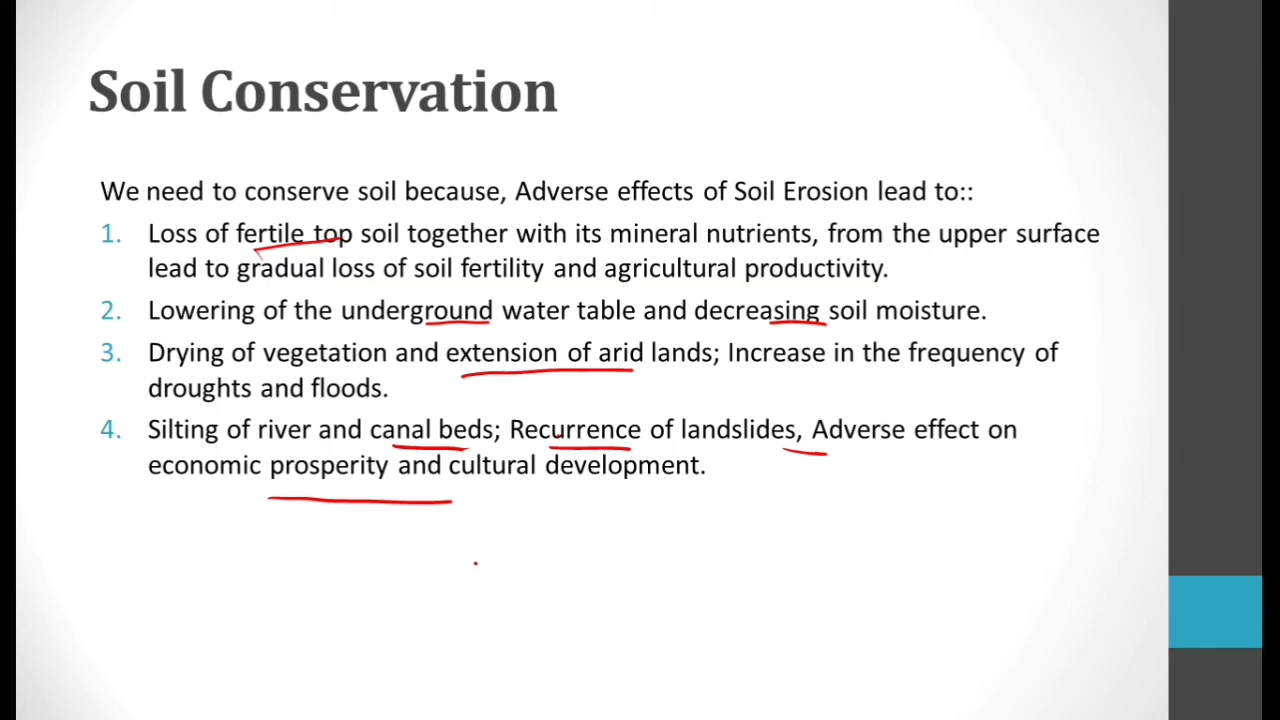 Soil Conservation
We need to conserve soil because, Adverse effects of Soil Erosion lead to::
1. Loss of fertile top soil together with its mineral nutrients, from the upper surface
lead to gradual loss of soil fertility and agricultural productivity.
2. Lowering of the underground water table and decreasing soil moisture.
3. Drying of vegetation and extension of arid lands; Increase in the frequency of
droughts and floods.
4. Silting of river and canal beds; Recurrence of landslides, Adverse effect on
economic prosperity and cultural development.